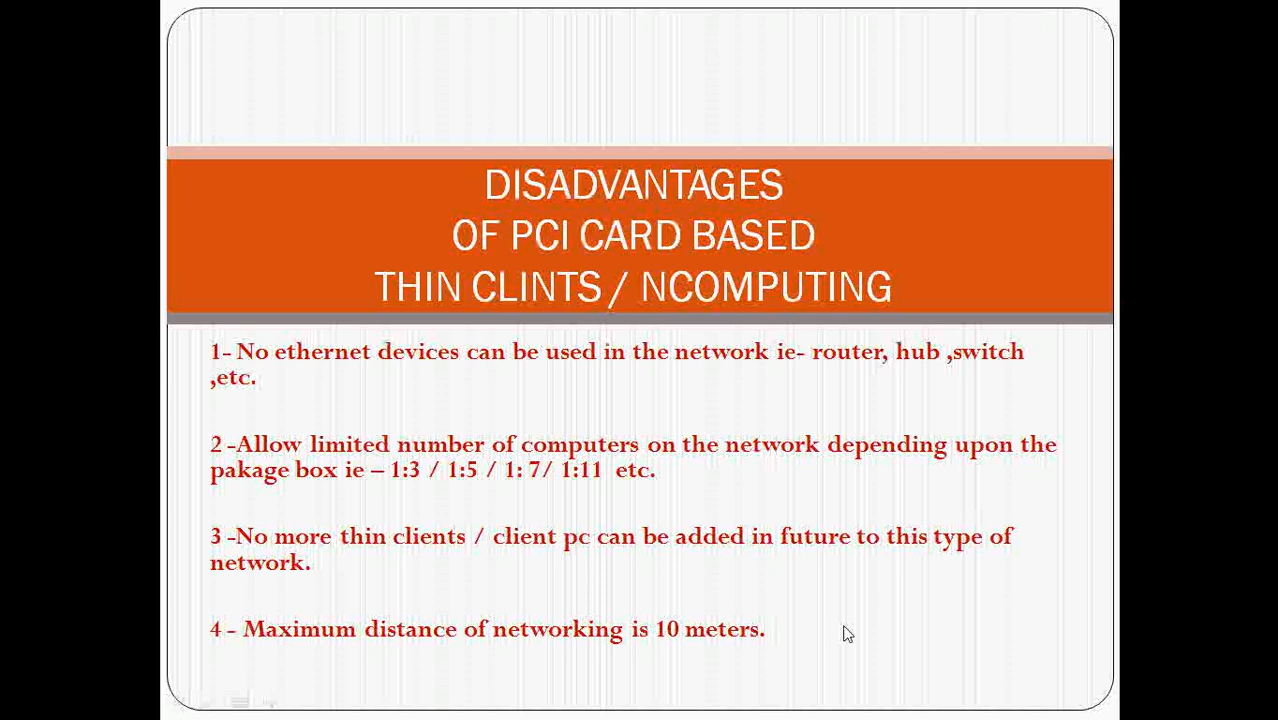 DISADVANTAGES
OF PCI CARD BASED
THIN CLINTS / NCOMPUTING
1- No ethernet devices can be used in the network ie- router, hub ,switch
,etc.
2 -Allow limited number of computers on the network depending upon the
pakage box ie – 1:3 / 1:5 / 1: 7/ 1:11 etc.
3 -No more thin clients / client pc can be added in future to this type of
network.
4 - Maximum distance of networking is 10 meters.